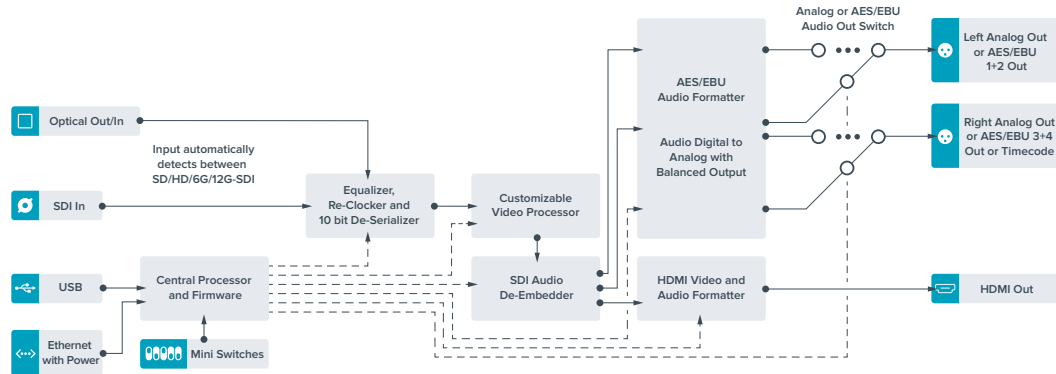 Analog or AES/EBU
Audio Out Switch
Left Analog Out
or AES/EBU
1+2 Out
AES/EBU
Audio Formatter
Optical Out/In
Right Analog Out
or AES/EBU 3+4
Out or Timecode
Audio Digital to
Analog with
Balanced Output
Input automatically
detects between
SD/HD/6G/12G-SDI
Equalizer,
Re-Clocker and
10 bit De-Serializer
Customizable
Video Processor
SDI In
USB
Central Processor
and Firmware
SDI Audio
De-Embedder
HDMI Video and
Audio Formatter
HDMI Out
Ethernet
with Power
Mini Switches